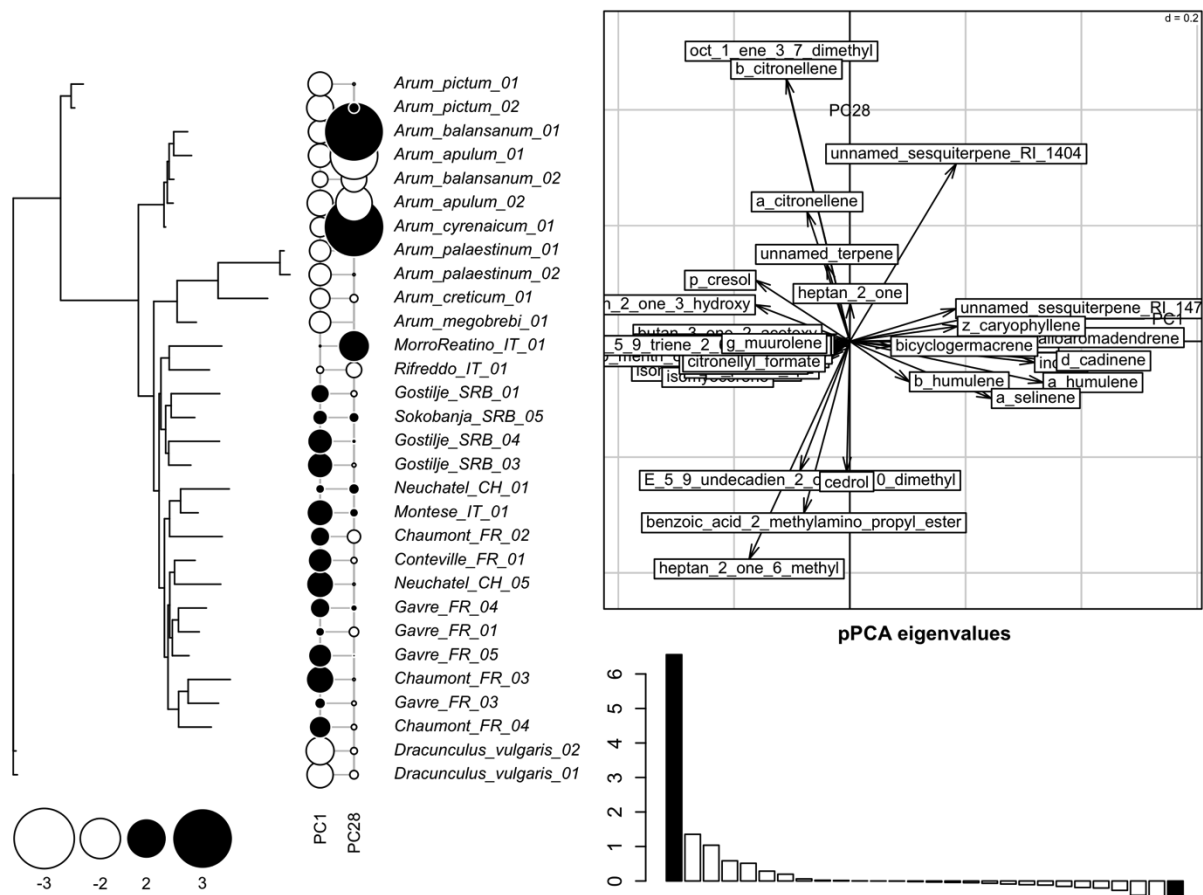 Arum_pictum_01
Arum_pictum_02
Arum_balansanum_01
Arum_apulum_01
Arum_balansanum_02
Arum_apulum_02
Arum_cyrenaicum_01
Arum_palaestinum_01
Arum_palaestinum_02
Arum_creticum_01
Arum_megobrebi_01
MorroReatino_IT_01
Rifreddo_IT_01
Gostilje_SRB_01
Sokobanja_SRB_05
Gostilje_SRB_04
Gostilje_SRB_03
Neuchatel_CH_01
Montese_IT_01
Chaumont_FR_02
Conteville_FR_01
Neuchatel_CH_05
Gavre_FR_04
Gavre_FR_01
Gavre_FR_05
Chaumont_FR_03
Gavre_FR_03
Chaumont_FR_04
Dracunculus_vulgaris_02
Dracunculus_vulgaris_01
PC1
PC28
-3 -2 2 3
d = 0.2
oct_1_ene_3_7_dimethyl
b_citronellene
PC28
unnamed_sesquiterpene_RI_1404
a_citronellene
unnamed_terpene
p_cresol
heptan_2_one
n_2_one_3_hydroxy
unnamed_sesquiterpene_RI_147
PC1
z_caryophyllene
alloaromadendrene
g_muurolene
bicyclogermacrene
citronellyl_formate
d_cadinene
b_humulene
a_humulene
a_selinene
E_5_9_undecadien_2_o
0_dimethyl
cedrol
benzoic_acid_2_methylamino_propyl_ester
heptan_2_one_6_methyl
pPCA eigenvalues
6
5
4
3
2
1
0